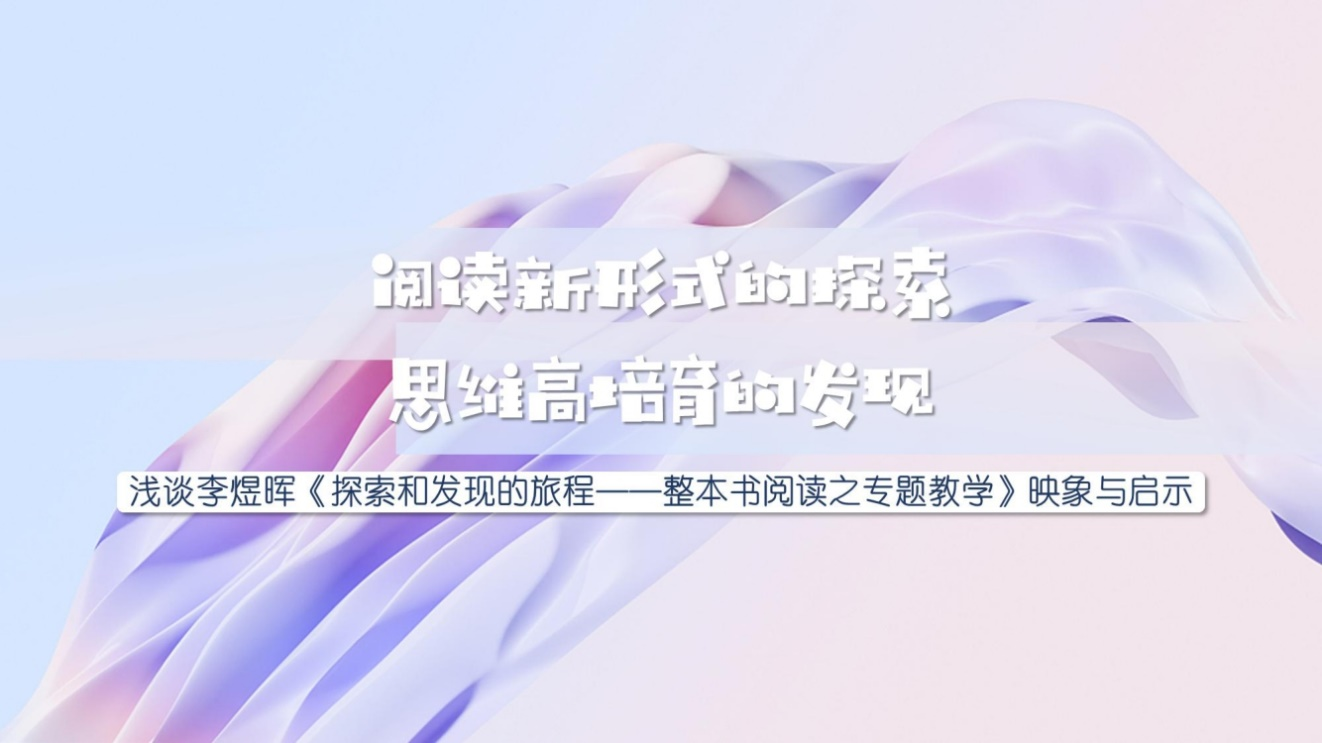 阅读新形式的探索
思维高培育的发现
浅谈李煜晖《探索和发现的旅程——整本书阅读之专题教学》映象与启示